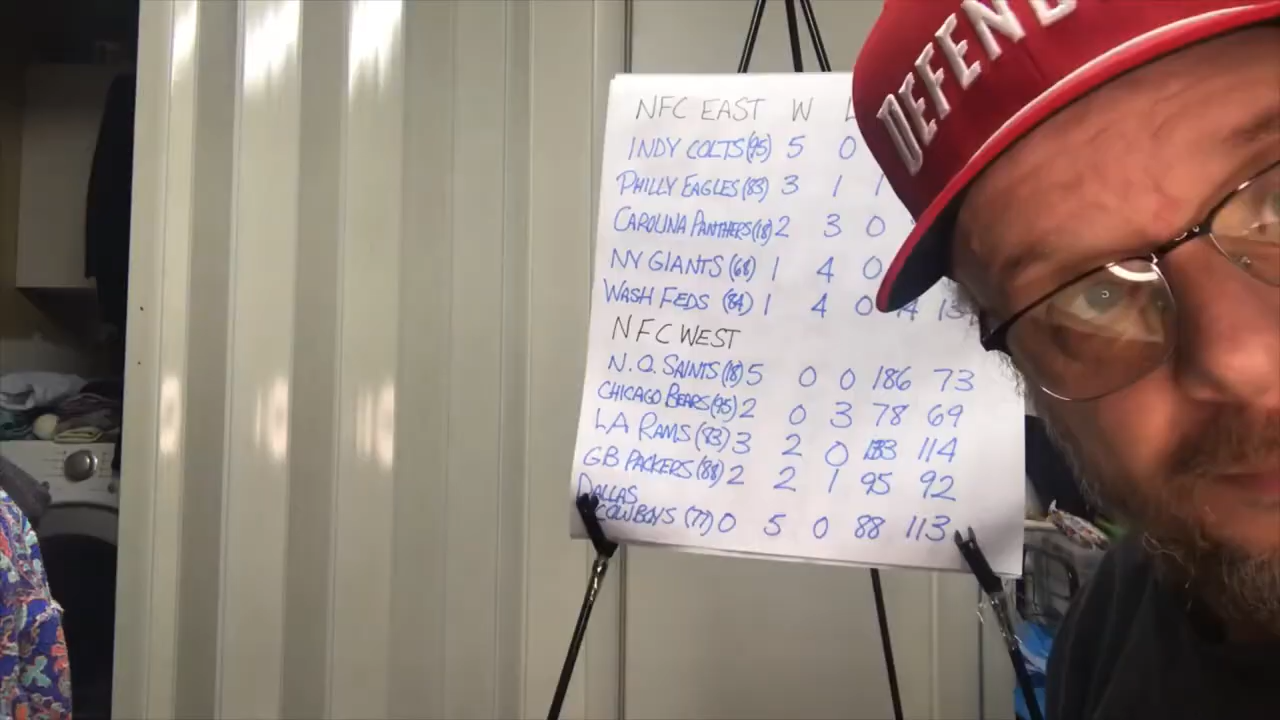 DEFEND
NFC EAST W L
INDY COLTS (95) 5 0
PHILLY EAGLES (83) 3 1 1
CAROLINA PANTHERS (18) 2 3 0
NY GIANTS (68) 1 4 0
WASH FEDS (84) 1 4 0
NFC WEST
N.O. SAINTS (18) 5 0 0 186 73
CHICAGO BEARS (95) 2 0 3 78 69
LA RAMS (83) 3 2 0 183 114
GB PACKERS (88) 2 2 1 95 92
DALLAS
COWBOYS (77) 0 5 0 88 113